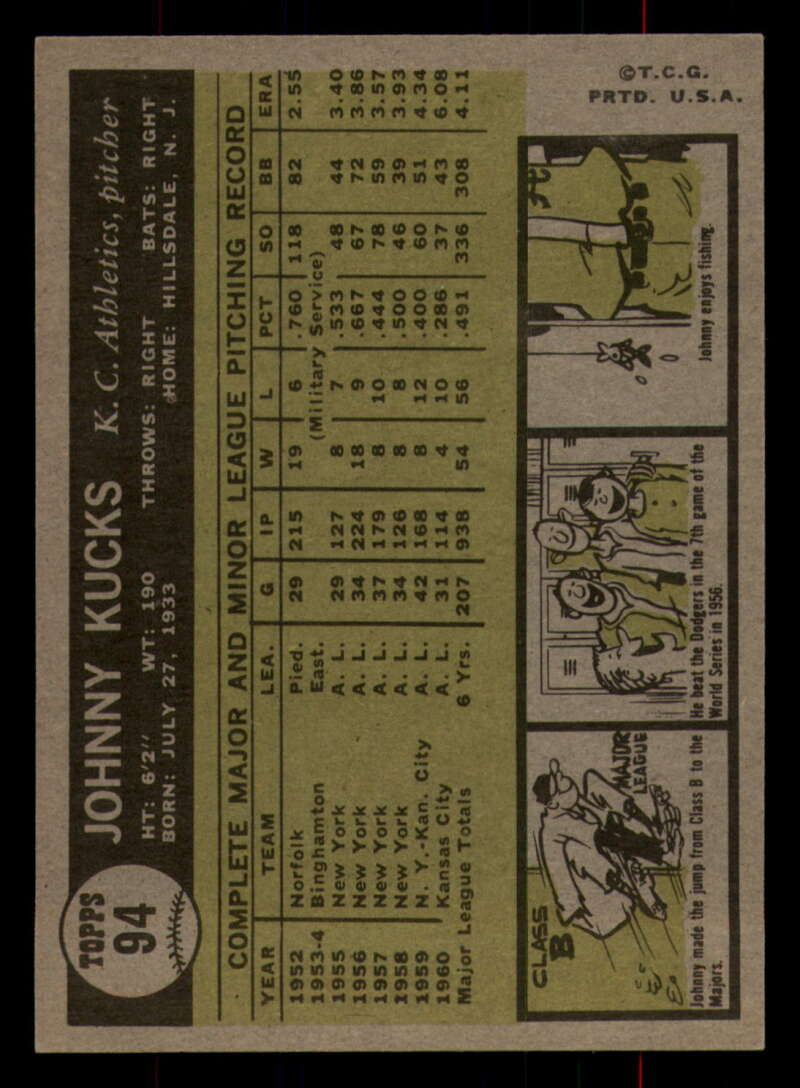 TOPPS
94
JOHNNY KUCKS K. C. Athletics, pitcher
HT: 6'2" WT: 190 THROWS: RIGHT BATS: RIGHT
BORN: JULY 27, 1933 HOME: HILLSDALE, N. J.
COMPLETE MAJOR AND MINOR LEAGUE PITCHING RECORD
YEAR TEAM LEA. G IP W L PCT SO BB ERA
1952 Norfolk Pied. 29 215 19 6 .760 118 82 2.55
1953-4 Binghamton East. (Military Service)
1955 New York A. L. 29 127 8 7 .533 48 44 3.40
1956 New York A. L. 34 224 18 9 .667 67 72 3.86
1957 New York A. L. 37 179 8 10 .444 78 59 3.57
1958 New York A. L. 34 126 8 8 .500 46 39 3.93
1959 N. Y.-Kan. City A. L. 42 168 8 12 .400 60 51 4.34
1960 Kansas City A. L. 31 114 4 10 .286 37 43 6.08
Major League Totals 6 Yrs. 207 938 54 56 .491 336 308 4.11
CLASS
B
MAJOR
LEAGUE
Johnny made the jump from Class B to the
Majors.
He beat the Dodgers in the 7th game of the
World Series in 1956.
Johnny enjoys fishing.
©T.C.G.
PRTD. U.S.A.